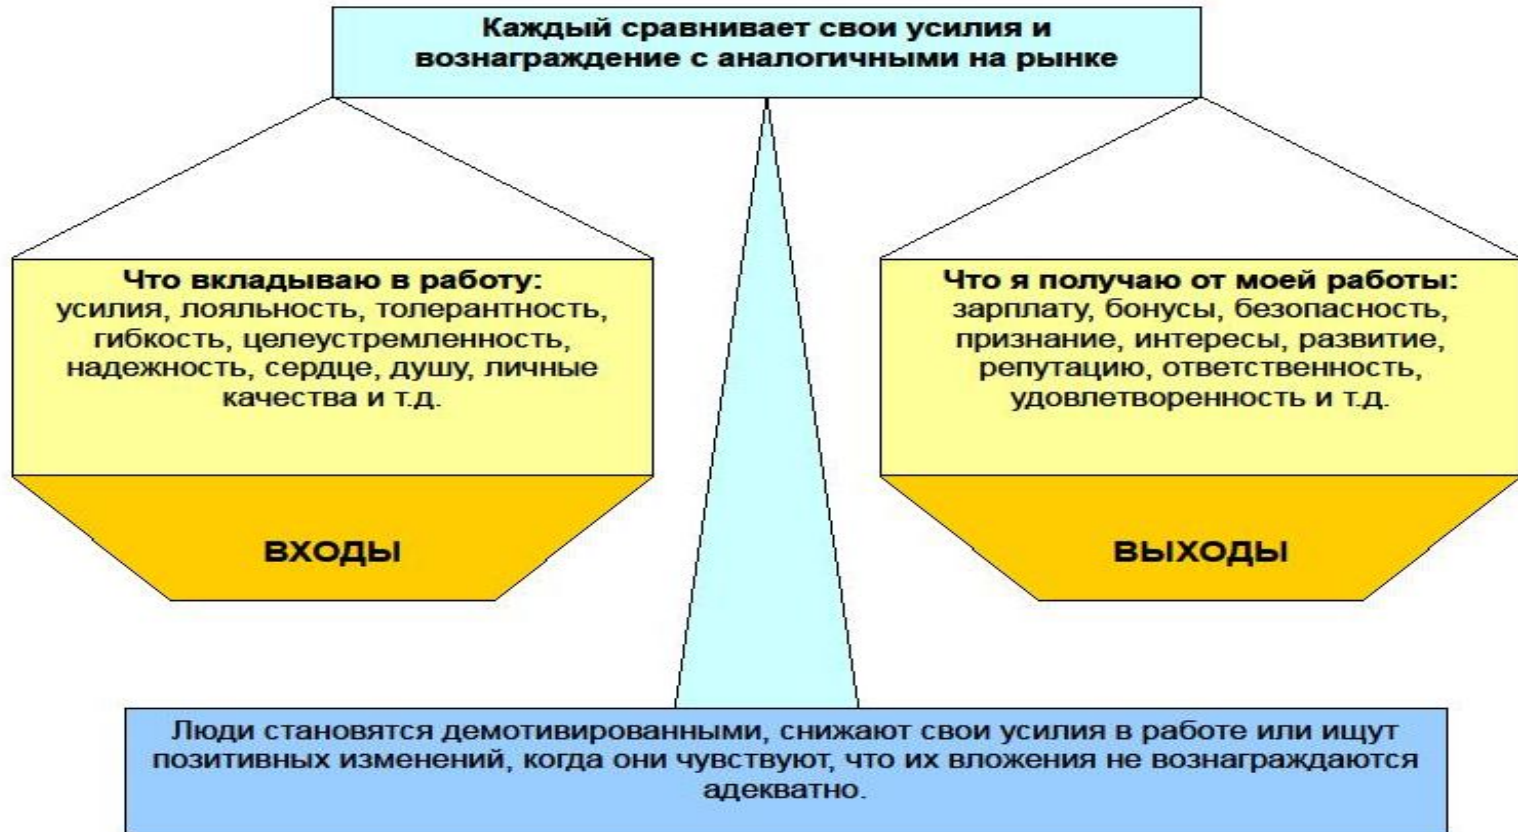 Каждый сравнивает свои усилия и
вознаграждение с аналогичными на рынке
Что вкладываю в работу:
усилия, лояльность, толерантность,
гибкость, целеустремленность,
надежность, сердце, душу, личные
качества и т.д.
ВХОДЫ
Что я получаю от моей работы:
зарплату, бонусы, безопасность,
признание, интересы, развитие,
репутацию, ответственность,
удовлетворенность и т.д.
ВЫХОДЫ
Люди становятся демотивированными, снижают свои усилия в работе или ищут
позитивных изменений, когда они чувствуют, что их вложения не вознаграждаются
адекватно.